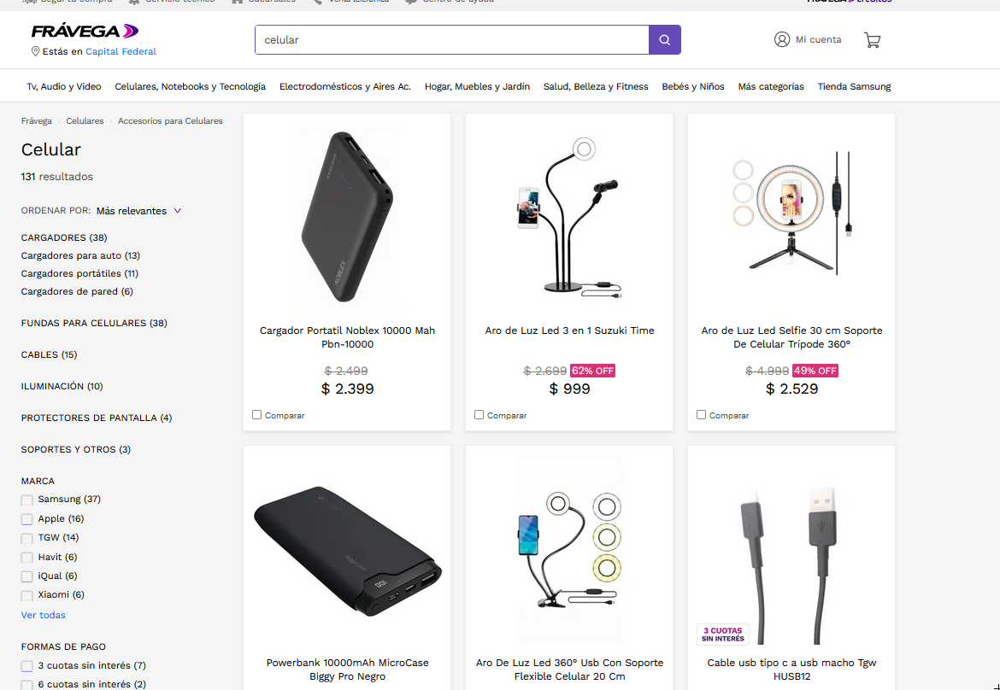 Seguí tu compra
Servicio técnico
Sucursales
Venta telefónica
Centro de ayuda
FRÁVEGA créditos
FRÁVEGA
Estás en Capital Federal
celular
Mi cuenta
Tv, Audio y Video
Celulares, Notebooks y Tecnología
Electrodomésticos y Aires Ac.
Hogar, Muebles y Jardín
Salud, Belleza y Fitness
Bebés y Niños
Más categorías
Tienda Samsung
Frávega
Celulares
Accesorios para Celulares
Celular
131 resultados
ORDENAR POR: Más relevantes
CARGADORES (38)
Cargadores para auto (13)
Cargadores portátiles (11)
Cargadores de pared (6)
FUNDAS PARA CELULARES (38)
CABLES (15)
ILUMINACIÓN (10)
PROTECTORES DE PANTALLA (4)
SOPORTES Y OTROS (3)
MARCA
Samsung (37)
Apple (16)
TGW (14)
Havit (6)
iQual (6)
Xiaomi (6)
Ver todas
FORMAS DE PAGO
3 cuotas sin interés (7)
6 cuotas sin interés (2)
NOBLEX
Cargador Portatil Noblex 10000 Mah
Pbn-10000
$ 2.499
$ 2.399
Comparar
Aro de Luz Led 3 en 1 Suzuki Time
$ 2.699 62% OFF
$ 999
Comparar
Aro de Luz Led Selfie 30 cm Soporte
De Celular Trípode 360°
$ 4.999 49% OFF
$ 2.529
Comparar
100
Powerbank 10000mAh MicroCase
Biggy Pro Negro
Aro De Luz Led 360° Usb Con Soporte
Flexible Celular 20 Cm
3 CUOTAS
SIN INTERÉS
Cable usb tipo c a usb macho Tgw
HUSB12